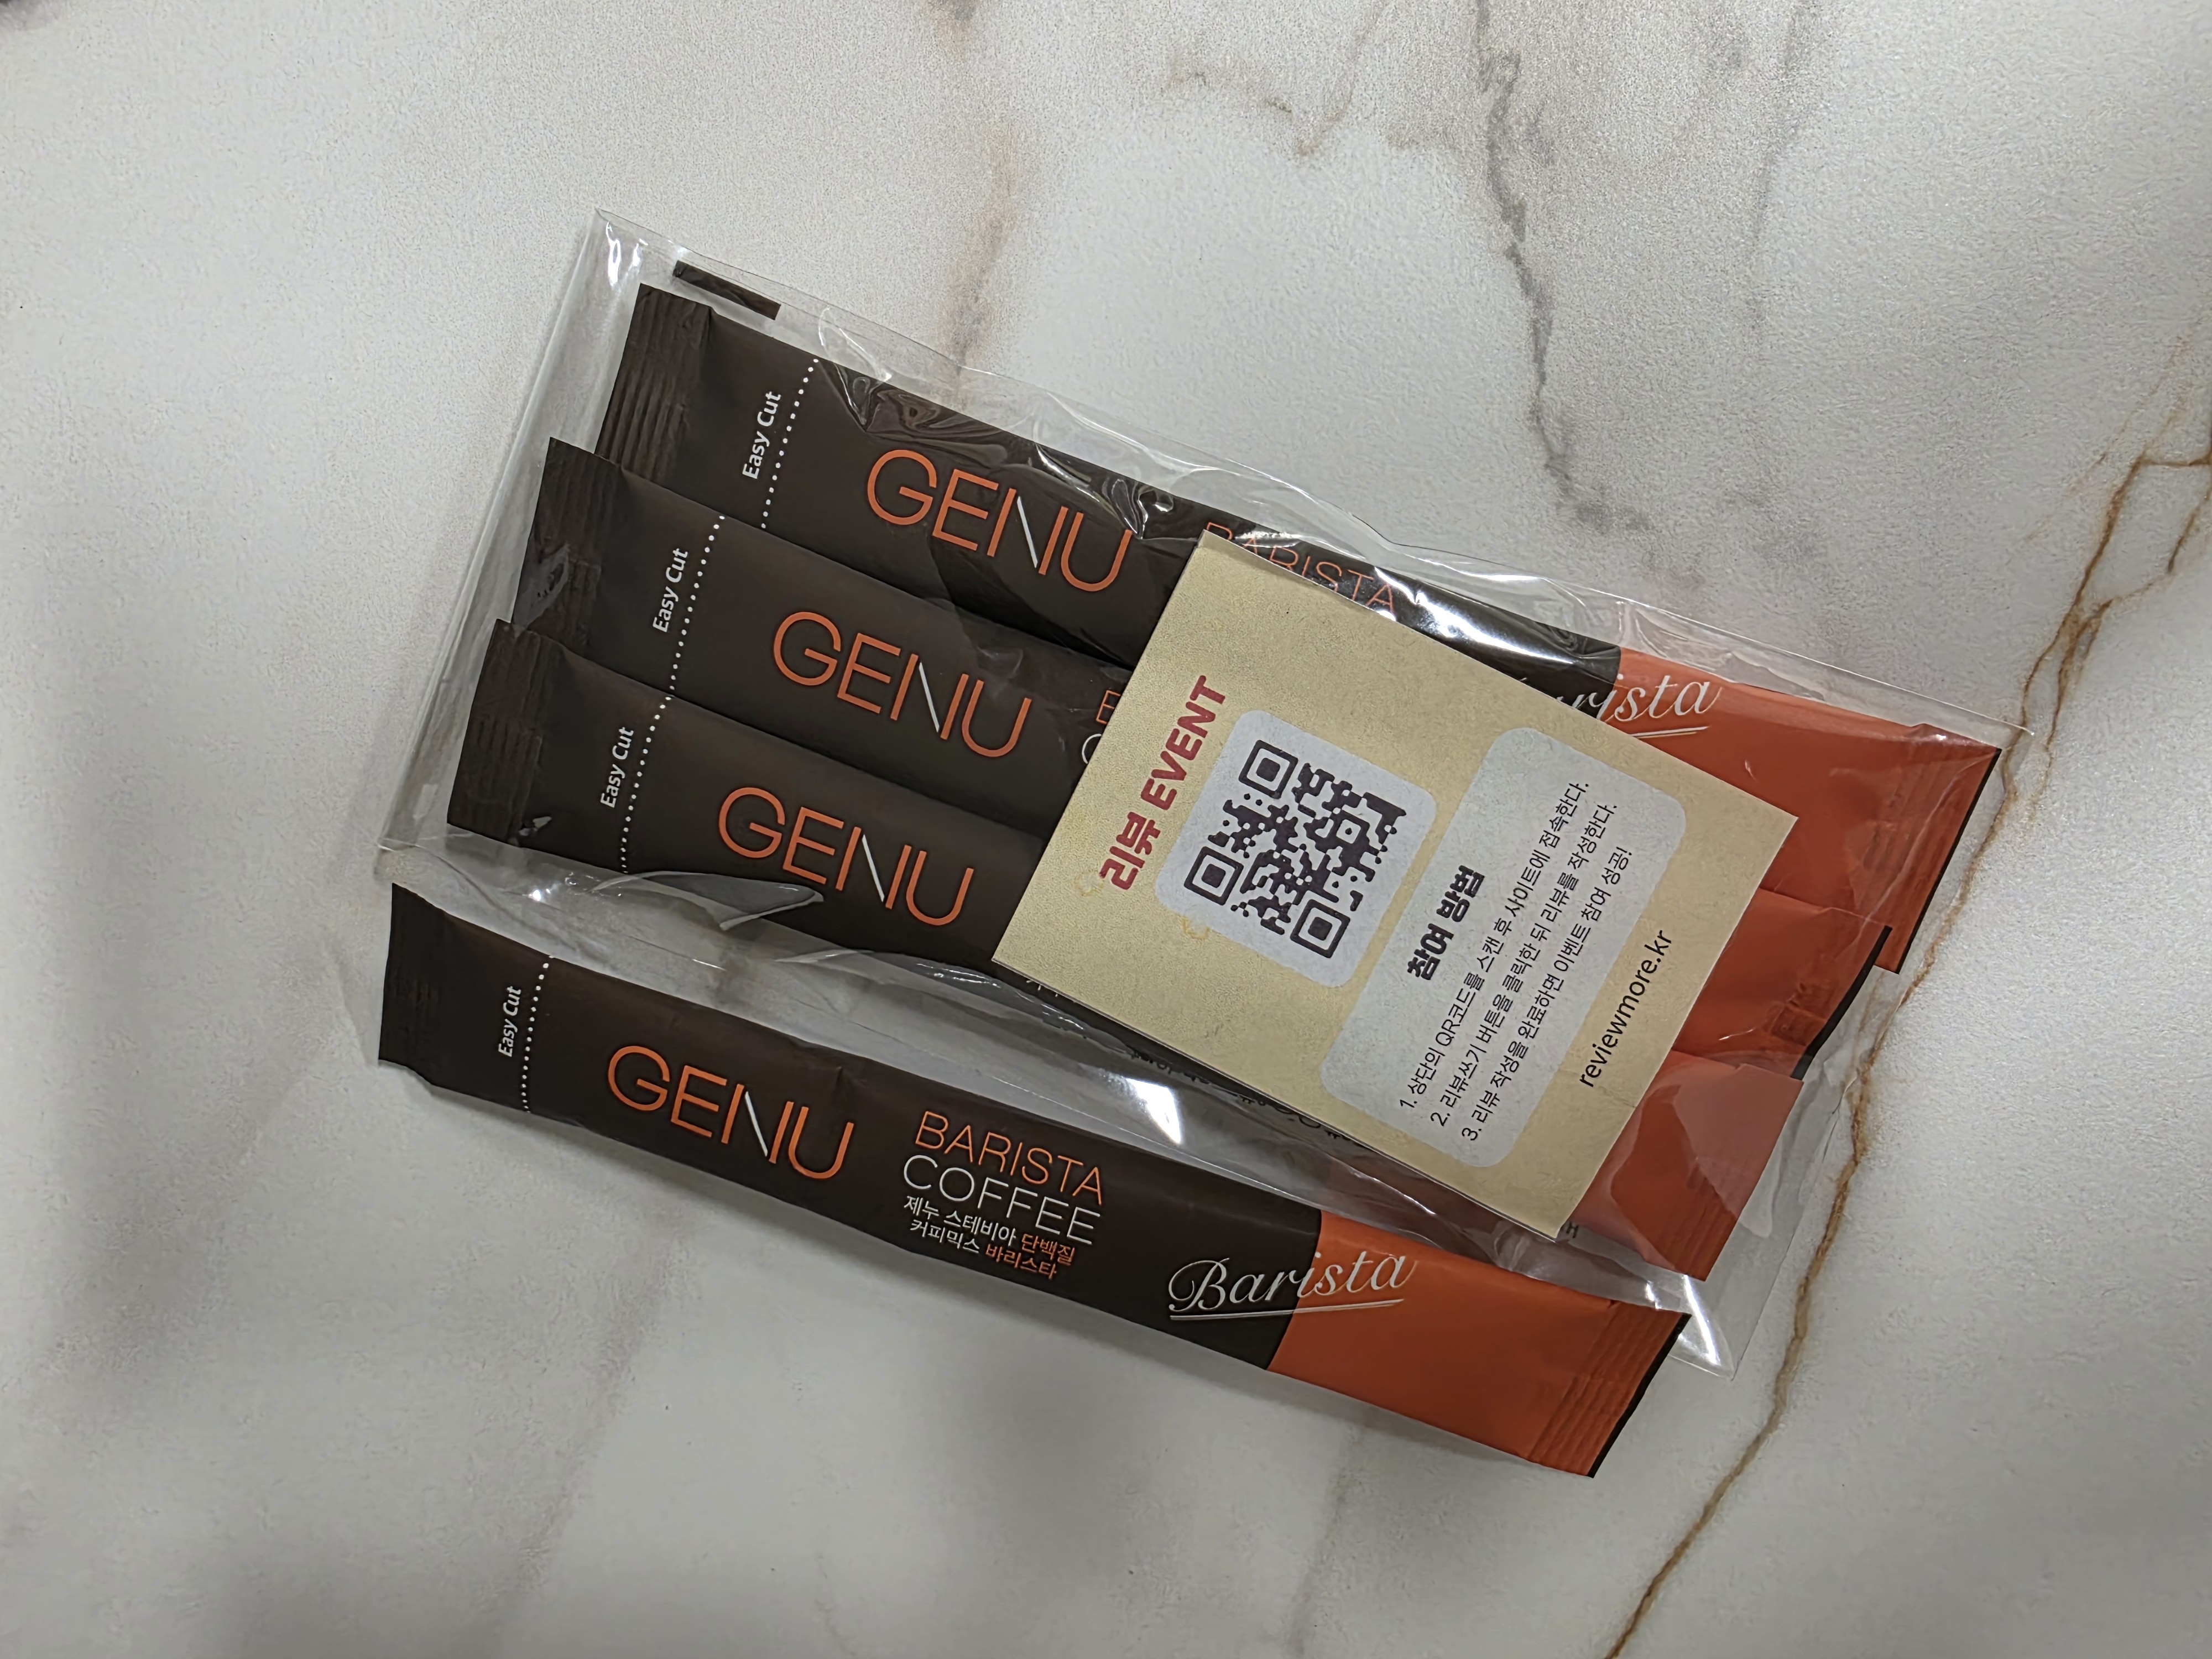 Easy Cut
GENU
BARISTA
Barista
Easy Cut
GENU
Easy Cut
GENU
리뷰 EVENT
참여 방법
1. 상단의 QR코드를 스캔 후 사이트에 접속한다.
2. 리뷰쓰기 버튼을 클릭한 뒤 리뷰를 작성한다.
3. 리뷰 작성을 완료하면 이벤트 참여 성공!
reviewmore.kr
Easy Cut
GENU
BARISTA
COFFEE
제누 스테비아 단백질
커피믹스 바리스타
Barista